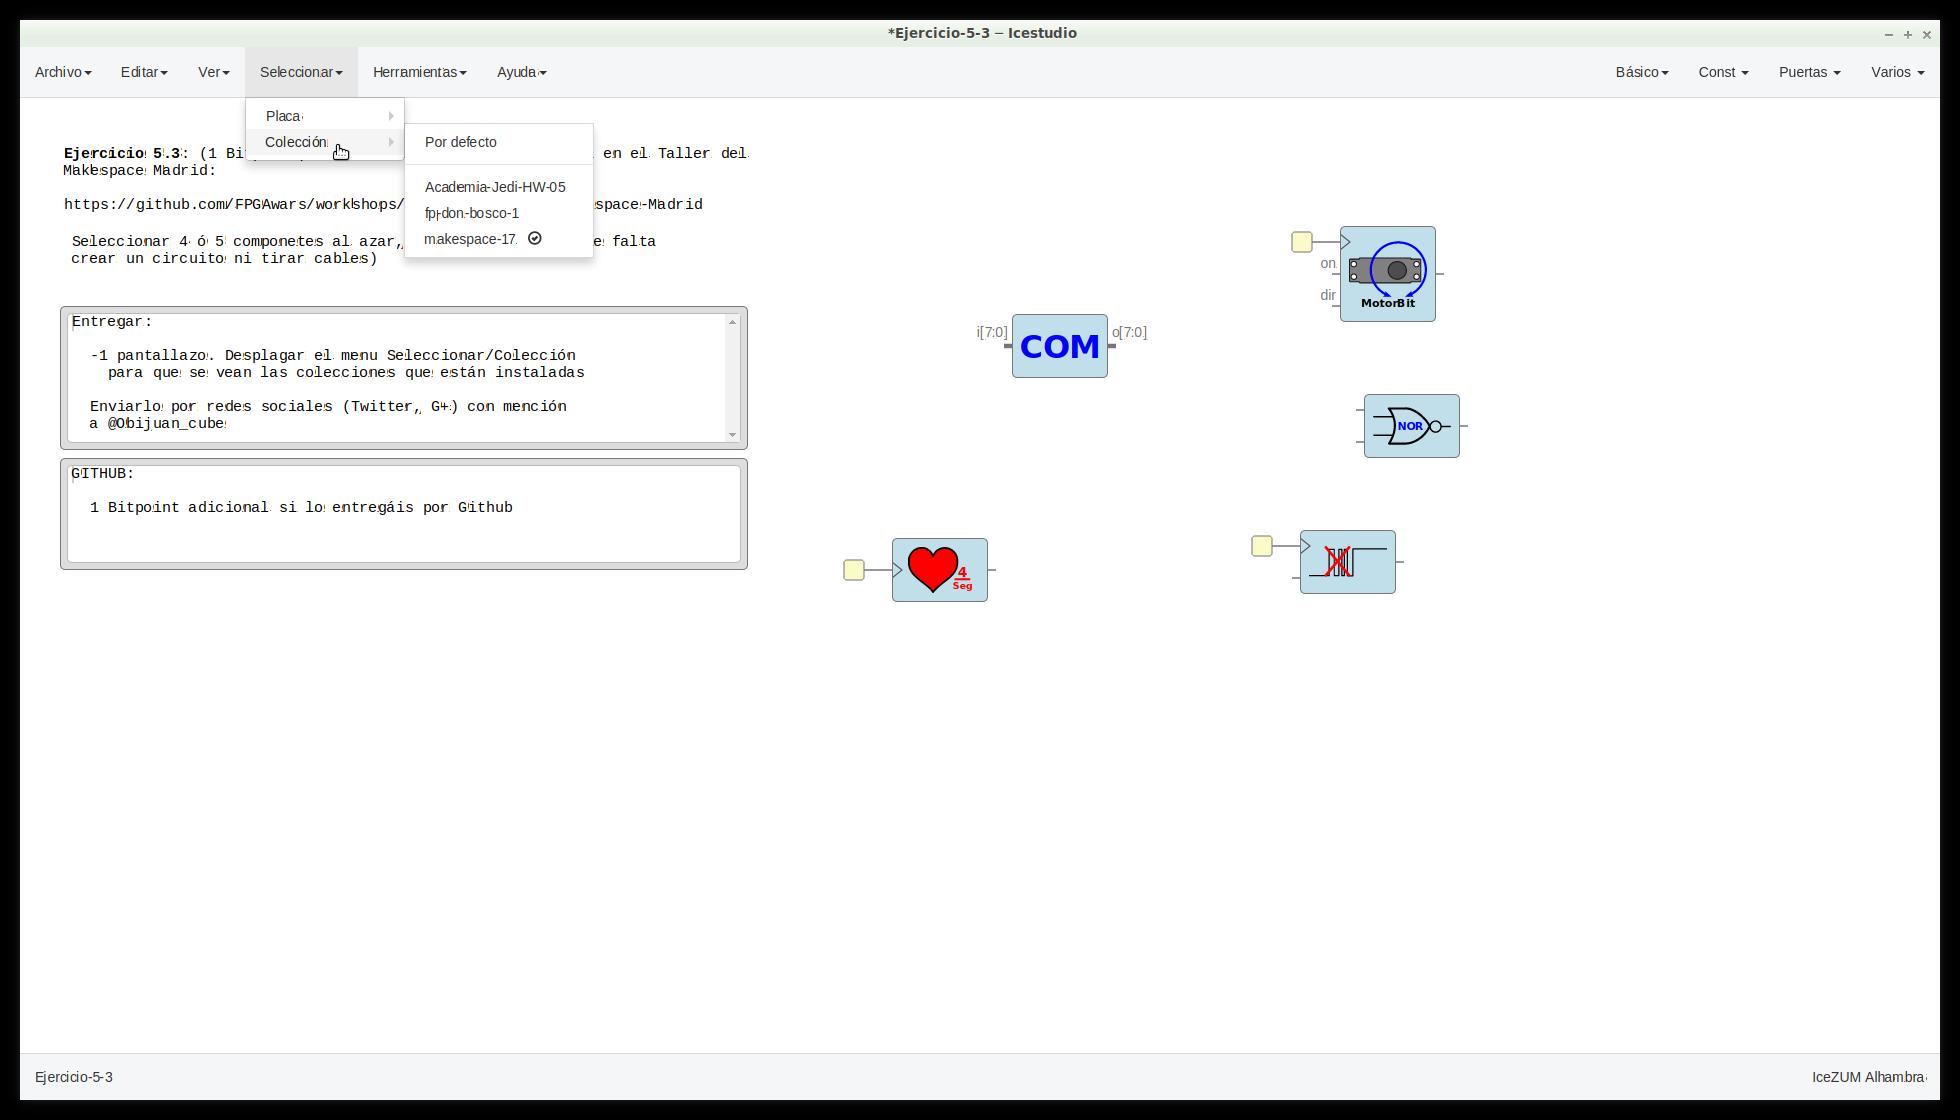 *Ejercicio-5-3 – Icestudio
Archivo Editar Ver Seleccionar Herramientas Ayuda Básico Const Puertas Varios
Placa
Colección
Por defecto
Academia-Jedi-HW-05
fp-don-bosco-1
makespace-17
Ejercicio 5.3: (1 en el Taller del
Makespace Madrid:
https://github.com/FPGAwars/workshops/ space-Madrid
Seleccionar 4 ó 5 componetes al azar, falta
crear un circuito ni tirar cables)
Entregar:
-1 pantallazo. Desplagar el menu Seleccionar/Colección
para que se vean las colecciones que están instaladas
Enviarlo por redes sociales (Twitter, G+) con mención
a @Obijuan_cube
GITHUB:
1 Bitpoint adicional si lo entregáis por Github
on
dir
MotorBit
i[7:0] COM o[7:0]
NOR
4
Seg
Ejercicio-5-3 IceZUM Alhambra